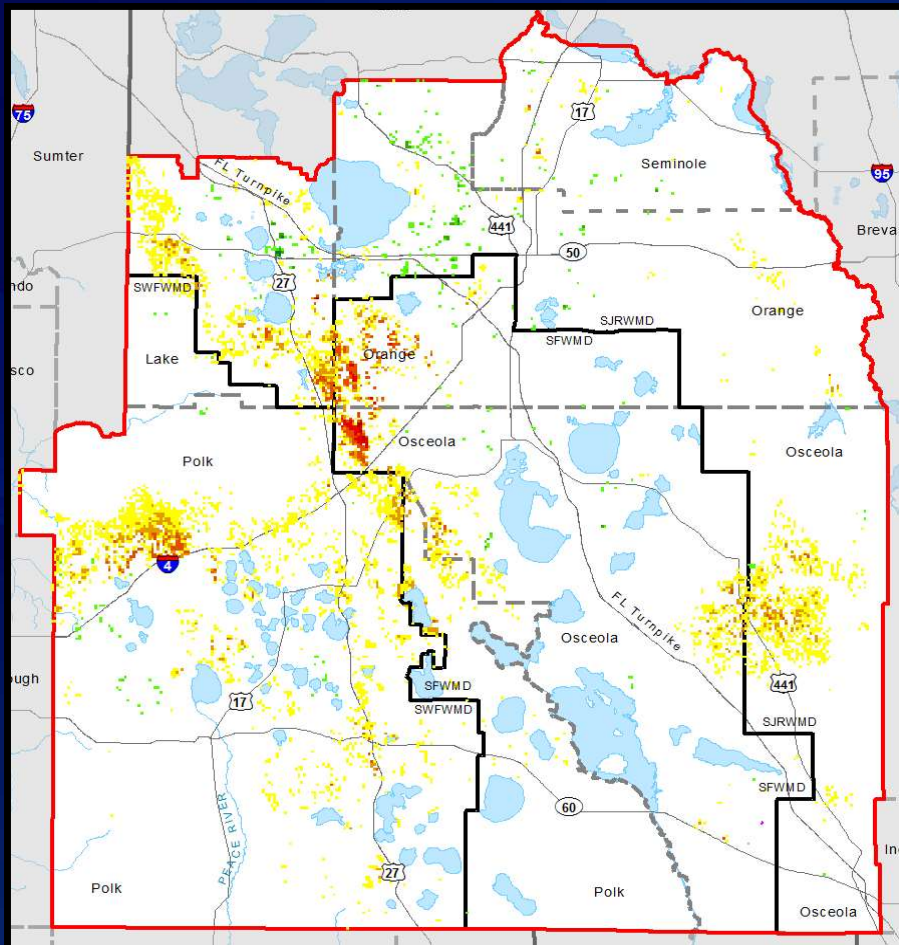 17
75
Sumter
Seminole
FL Turnpike
95
441
Breva
50
27
ndo
SWFWMD
Orange
SJRWMD
SFWMD
Lake
Orange
sco
Osceola
Osceola
Polk
4
FL Turnpike
Osceola
ough
SFWMD
441
17
SWFWMD
SJRWMD
SFWMD
60
PEACE RIVER
In
27
Polk
Polk
Osceola